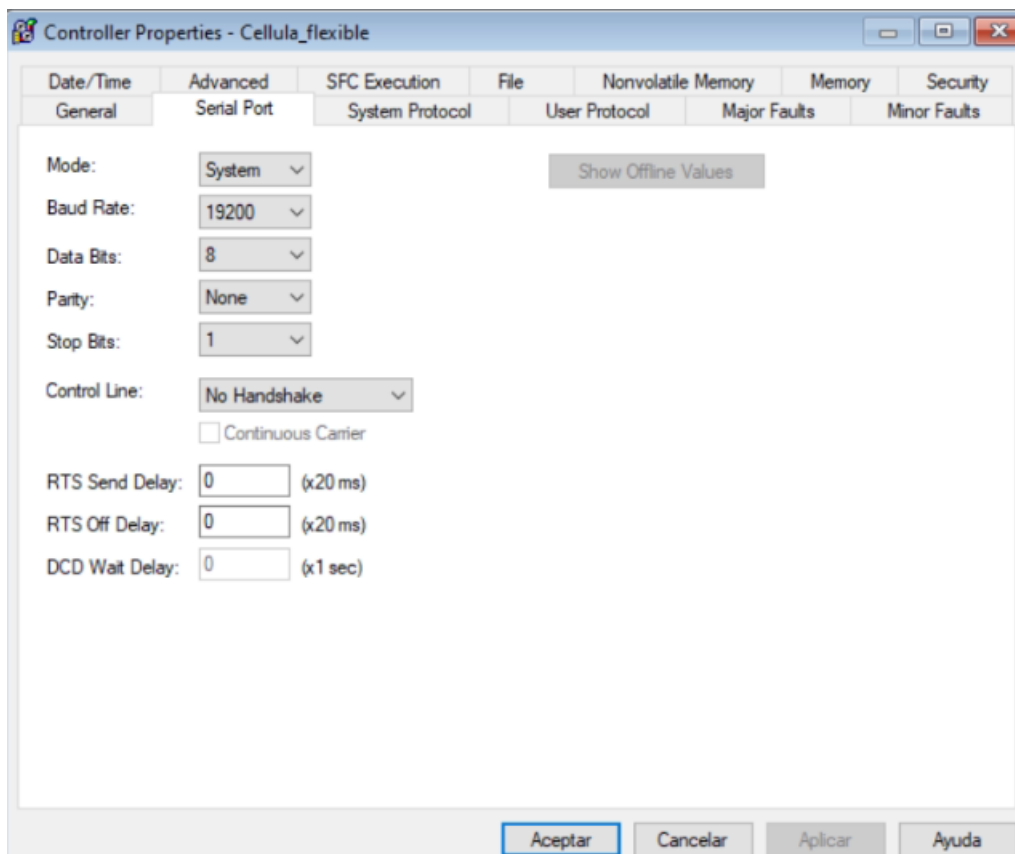 Controller Properties - Cellula_flexible
Date/Time Advanced SFC Execution File Nonvolatile Memory Memory Security
General Serial Port System Protocol User Protocol Major Faults Minor Faults
Mode: System Show Offline Values
Baud Rate: 19200
Data Bits: 8
Parity: None
Stop Bits: 1
Control Line: No Handshake
Continuous Carrier
RTS Send Delay: 0 (x20 ms)
RTS Off Delay: 0 (x20 ms)
DCD Wait Delay: 0 (x1 sec)
Aceptar Cancelar Aplicar Ayuda